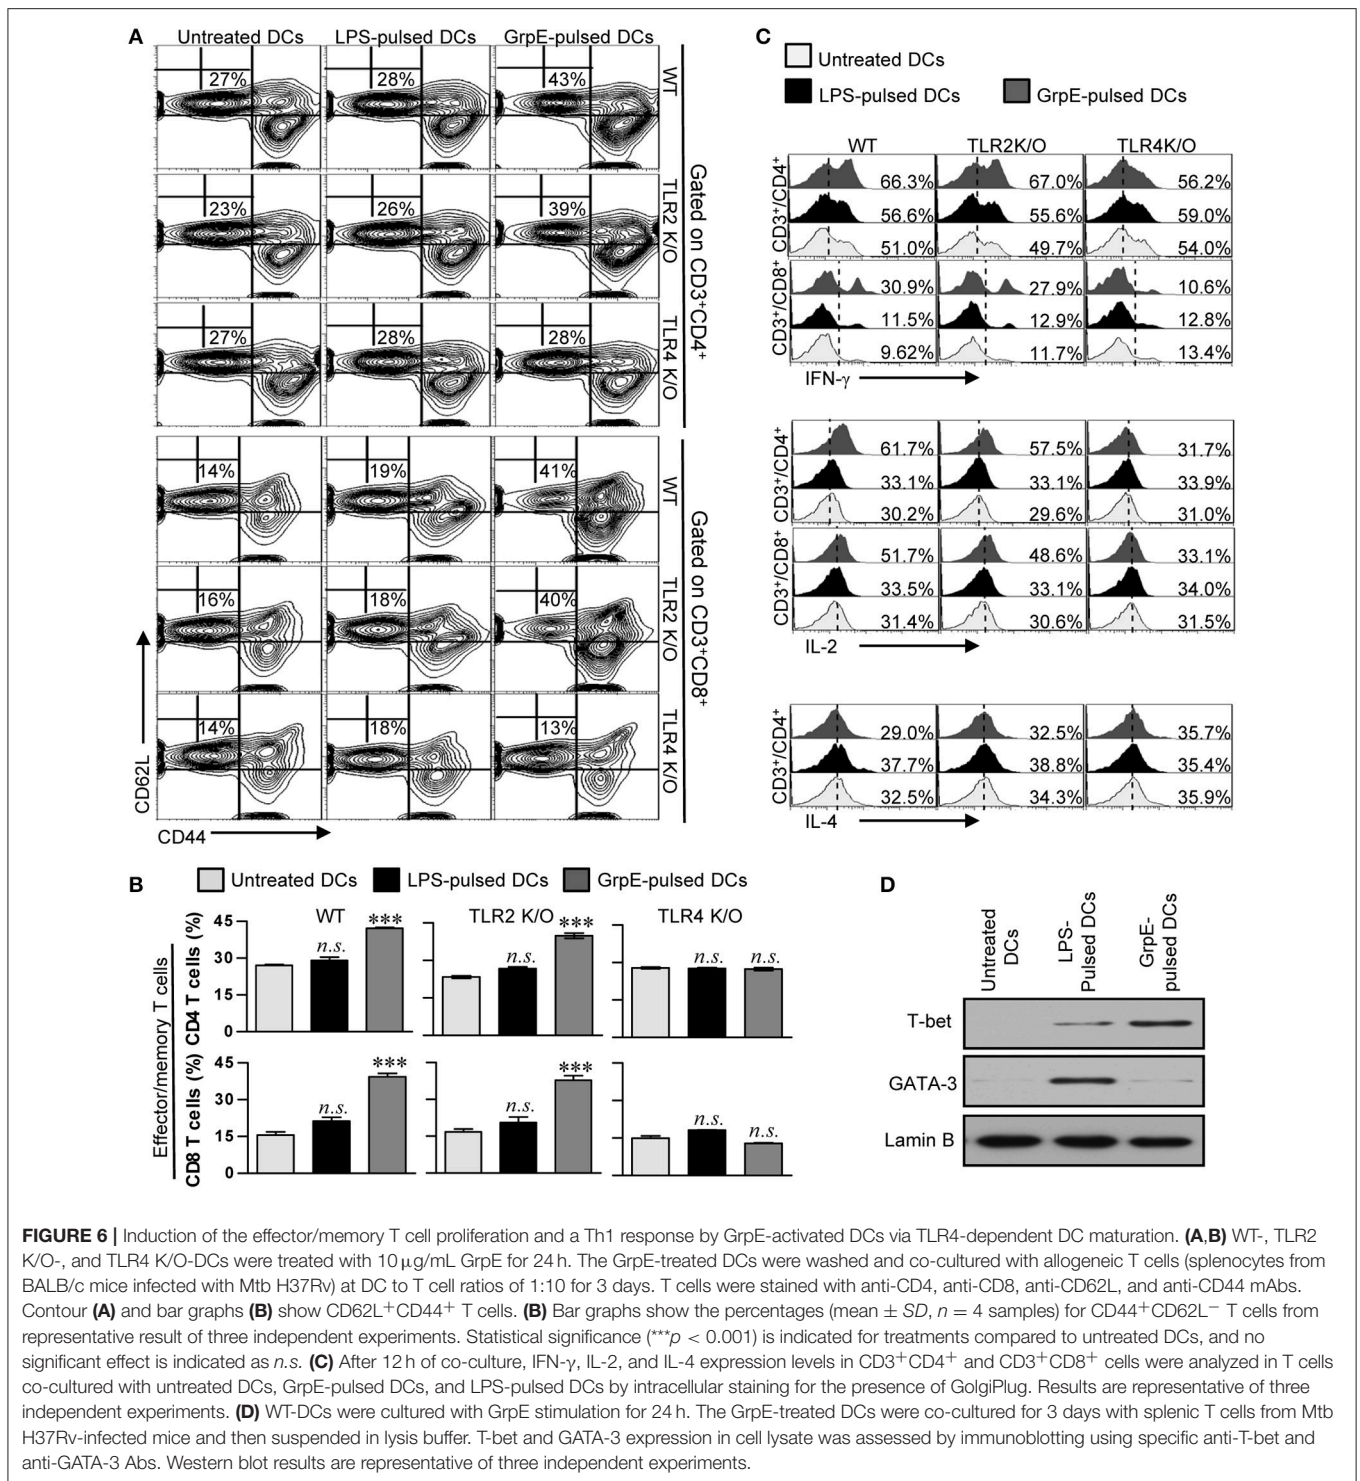 A
Untreated DCs LPS-pulsed DCs GrpE-pulsed DCs
27% 28% 43% WT
23% 26% 39% TLR2 K/O
27% 28% 28% TLR4 K/O
Gated on CD3+CD4+
14% 19% 41% WT
16% 18% 40% TLR2 K/O
14% 18% 13% TLR4 K/O
Gated on CD3+CD8+
CD62L
CD44
C
Untreated DCs
LPS-pulsed DCs GrpE-pulsed DCs
WT TLR2K/O TLR4K/O
CD3+/CD4+
66.3% 67.0% 56.2%
56.6% 55.6% 59.0%
51.0% 49.7% 54.0%
CD3+/CD8+
30.9% 27.9% 10.6%
11.5% 12.9% 12.8%
9.62% 11.7% 13.4%
IFN-γ
CD3+/CD4+
61.7% 57.5% 31.7%
33.1% 33.1% 33.9%
30.2% 29.6% 31.0%
CD3+/CD8+
51.7% 48.6% 33.1%
33.5% 33.1% 34.0%
31.4% 30.6% 31.5%
IL-2
CD3+/CD4+
29.0% 32.5% 35.7%
37.7% 38.8% 35.4%
32.5% 34.3% 35.9%
IL-4
B
Untreated DCs LPS-pulsed DCs GrpE-pulsed DCs
WT TLR2 K/O TLR4 K/O
Effector/memory T cells
CD4 T cells (%)
45
30
15
0
n.s. *** n.s. *** n.s. n.s.
CD8 T cells (%)
45
30
15
0
n.s. *** n.s. *** n.s. n.s.
D
Untreated DCs
LPS-Pulsed DCs
GrpE-pulsed DCs
T-bet
GATA-3
Lamin B
FIGURE 6 | Induction of the effector/memory T cell proliferation and a Th1 response by GrpE-activated DCs via TLR4-dependent DC maturation. (A,B) WT-, TLR2
K/O-, and TLR4 K/O-DCs were treated with 10 μg/mL GrpE for 24 h. The GrpE-treated DCs were washed and co-cultured with allogeneic T cells (splenocytes from
BALB/c mice infected with Mtb H37Rv) at DC to T cell ratios of 1:10 for 3 days. T cells were stained with anti-CD4, anti-CD8, anti-CD62L, and anti-CD44 mAbs.
Contour (A) and bar graphs (B) show CD62L+CD44+ T cells. (B) Bar graphs show the percentages (mean ± SD, n = 4 samples) for CD44+CD62L− T cells from
representative result of three independent experiments. Statistical significance (***p < 0.001) is indicated for treatments compared to untreated DCs, and no
significant effect is indicated as n.s. (C) After 12 h of co-culture, IFN-γ, IL-2, and IL-4 expression levels in CD3+CD4+ and CD3+CD8+ cells were analyzed in T cells
co-cultured with untreated DCs, GrpE-pulsed DCs, and LPS-pulsed DCs by intracellular staining for the presence of GolgiPlug. Results are representative of three
independent experiments. (D) WT-DCs were cultured with GrpE stimulation for 24 h. The GrpE-treated DCs were co-cultured for 3 days with splenic T cells from Mtb
H37Rv-infected mice and then suspended in lysis buffer. T-bet and GATA-3 expression in cell lysate was assessed by immunoblotting using specific anti-T-bet and
anti-GATA-3 Abs. Western blot results are representative of three independent experiments.